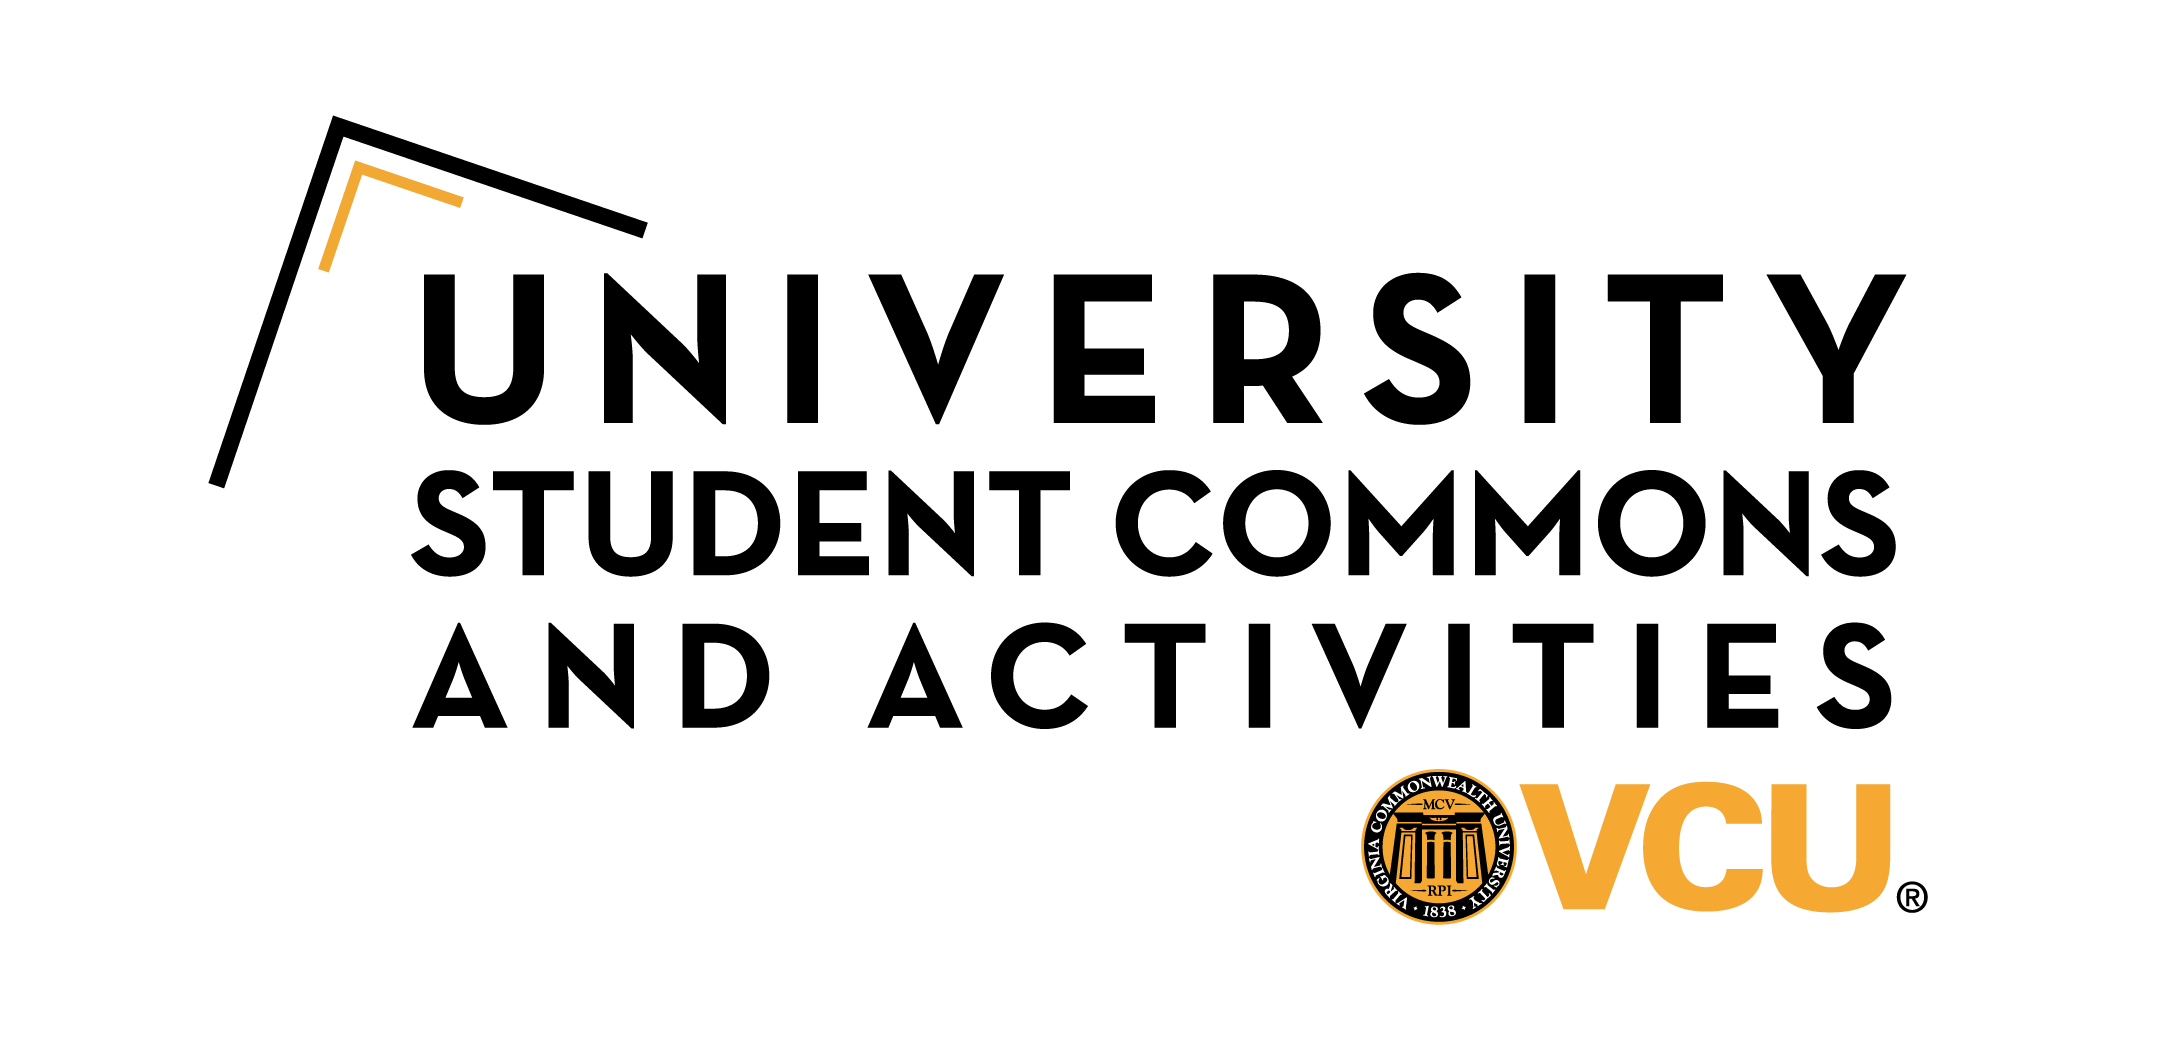 UNIVERSITY
STUDENT COMMONS
AND ACTIVITIES
VIRGINIA COMMONWEALTH UNIVERSITY
MCV
RPI
· 1838 ·
VCU®